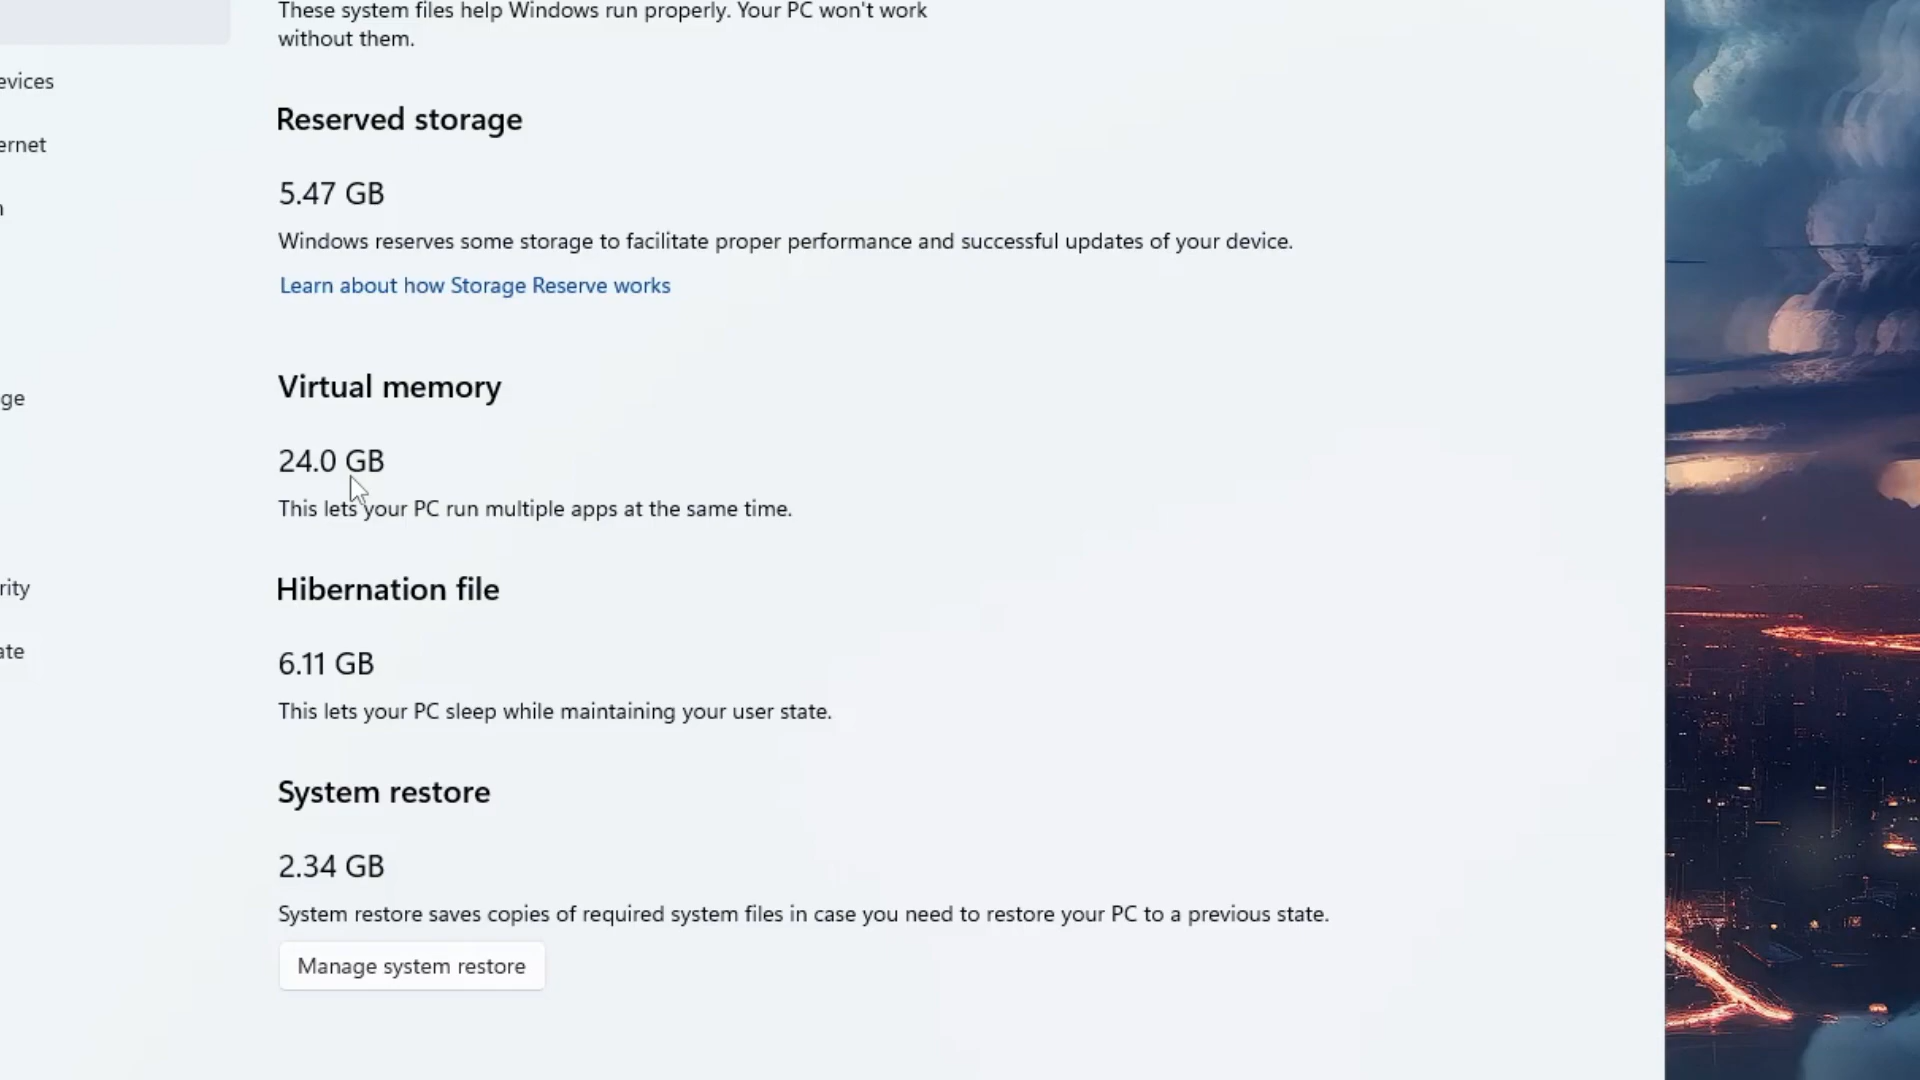 These system files help Windows run properly. Your PC won't work
without them.
evices
Reserved storage
ernet
5.47 GB
n
Windows reserves some storage to facilitate proper performance and successful updates of your device.
Learn about how Storage Reserve works
Virtual memory
ge
24.0 GB
This lets your PC run multiple apps at the same time.
Hibernation file
rity
6.11 GB
ate
This lets your PC sleep while maintaining your user state.
System restore
2.34 GB
System restore saves copies of required system files in case you need to restore your PC to a previous state.
Manage system restore